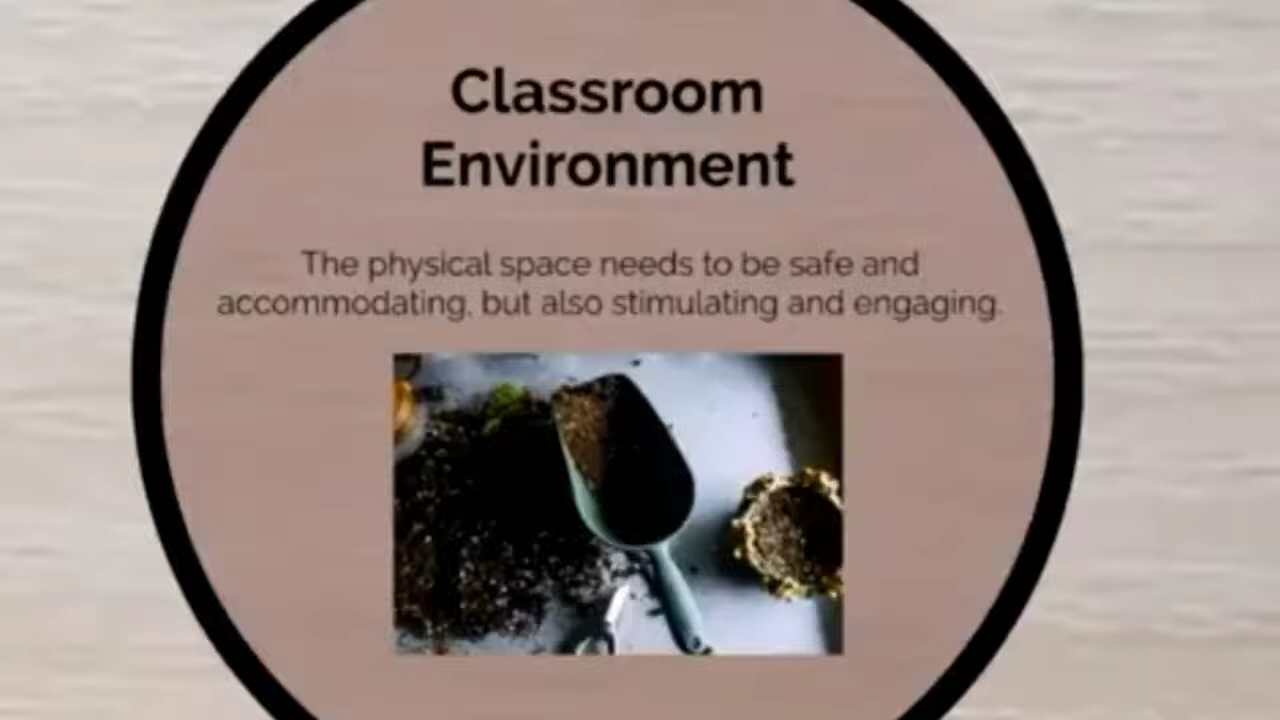 Classroom
Environment
The physical space needs to be safe and
accommodating, but also stimulating and engaging.